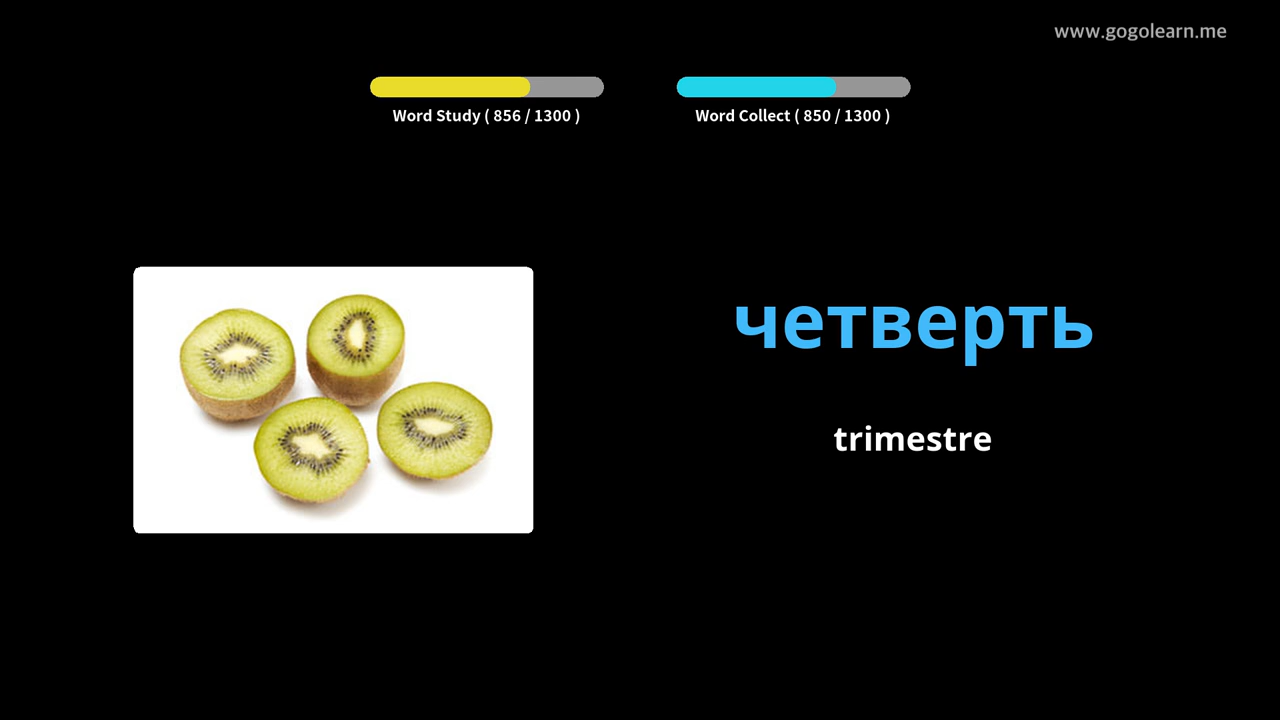 www.gogolearn.me
Word Study ( 856 / 1300 )
Word Collect ( 850 / 1300 )
четверть
trimestre